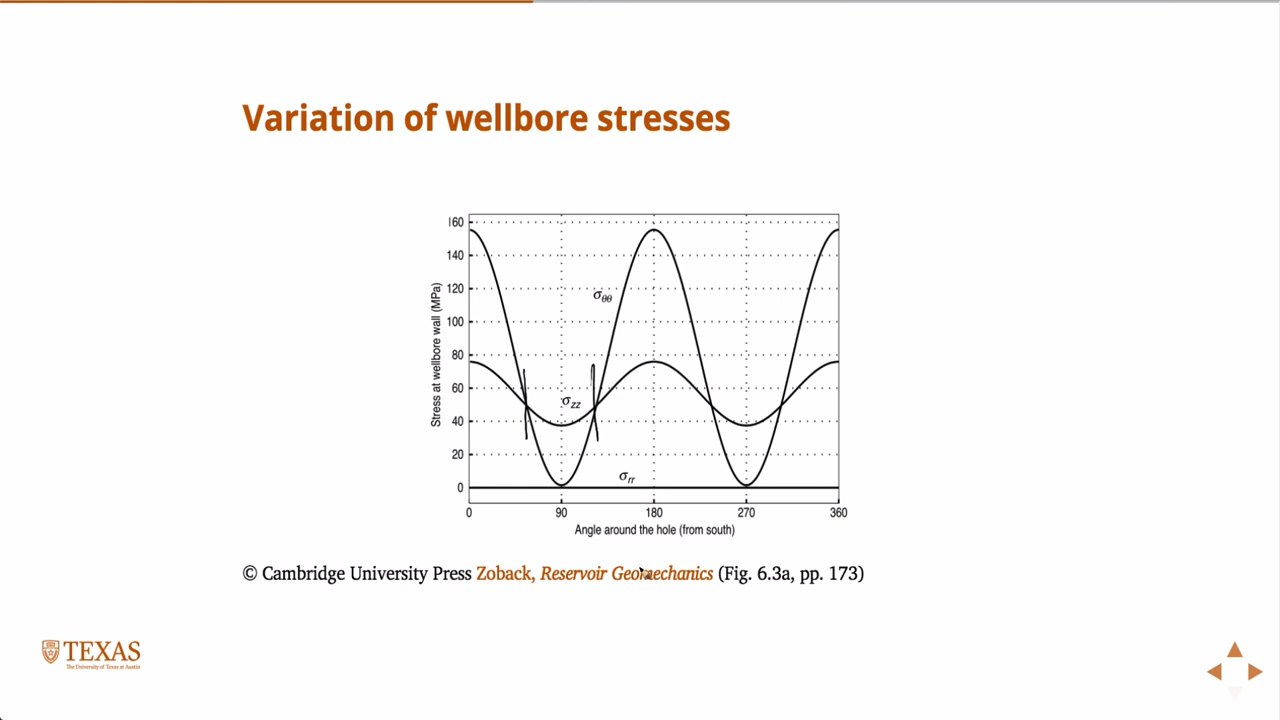 Variation of wellbore stresses
160
140
120
100
80
60
40
20
0
Stress at wellbore wall (MPa)
σθθ
σzz
σrr
0 90 180 270 360
Angle around the hole (from south)
© Cambridge University Press Zoback, Reservoir Geomechanics (Fig. 6.3a, pp. 173)
TEXAS
The University of Texas at Austin